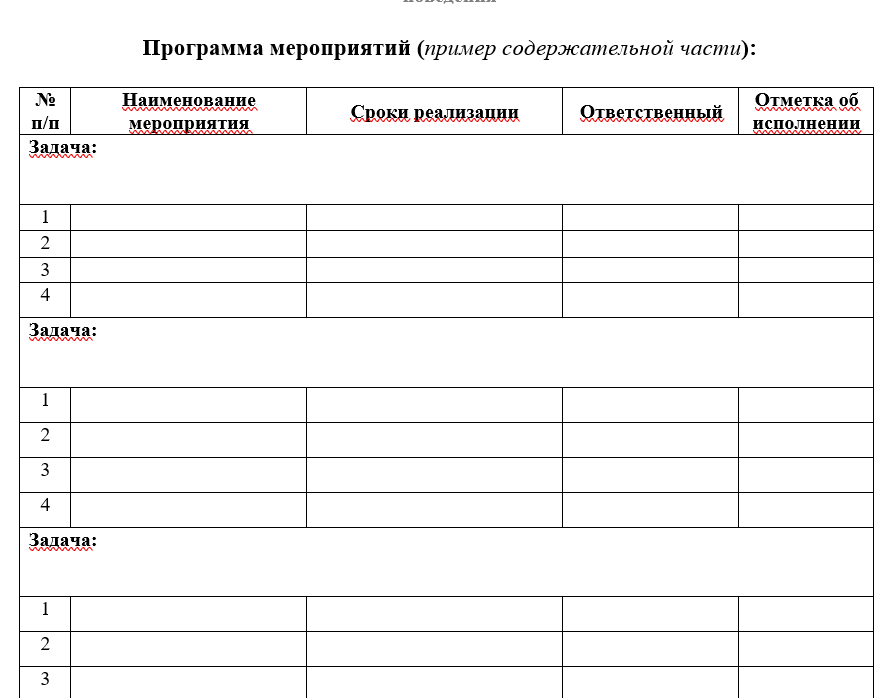 Программа мероприятий (пример содержательной части):
№ п/п Наименование мероприятия Сроки реализации Ответственный Отметка об исполнении
Задача:
1
2
3
4
Задача:
1
2
3
4
Задача:
1
2
3